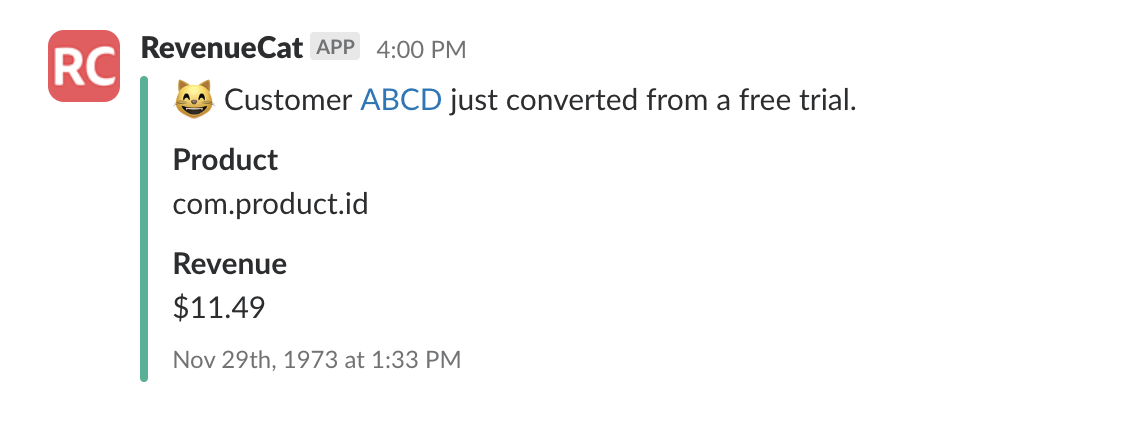 RC
RevenueCat APP 4:00 PM
Customer ABCD just converted from a free trial.
Product
com.product.id
Revenue
$11.49
Nov 29th, 1973 at 1:33 PM